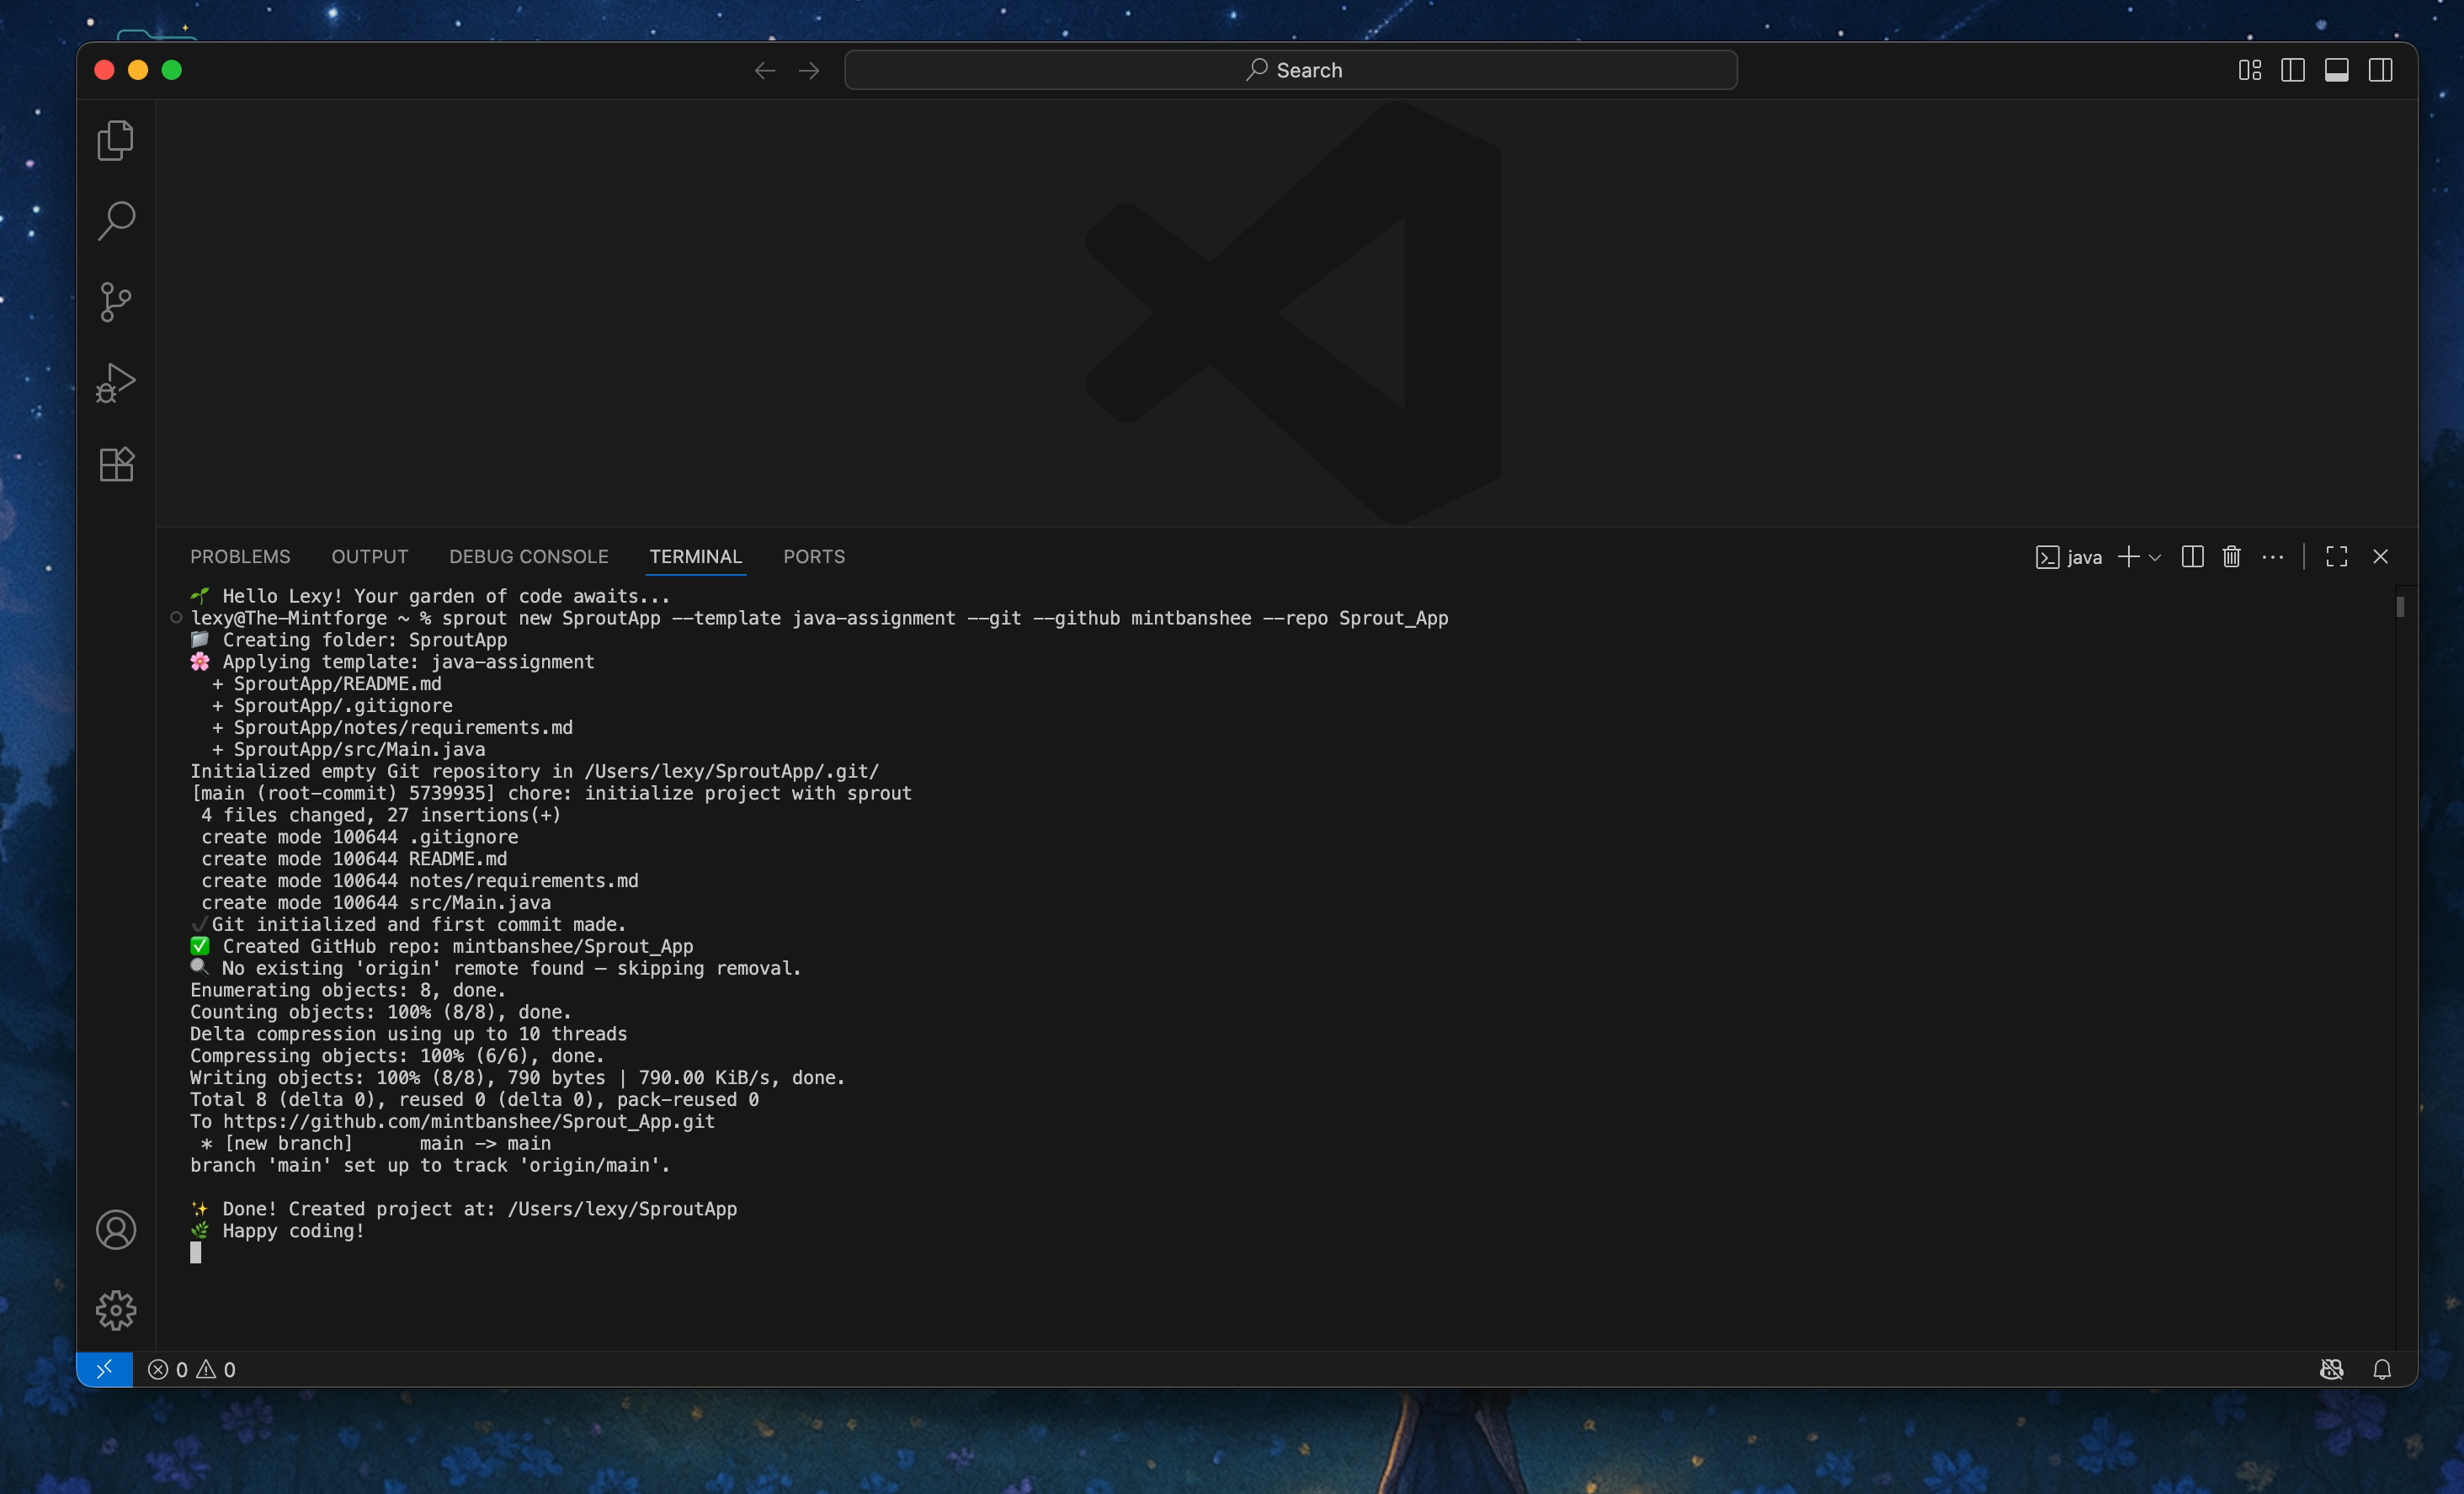 Search
PROBLEMS OUTPUT DEBUG CONSOLE TERMINAL PORTS java
🌱 Hello Lexy! Your garden of code awaits...
lexy@The-Mintforge ~ % sprout new SproutApp --template java-assignment --git --github mintbanshee --repo Sprout_App
📁 Creating folder: SproutApp
🌸 Applying template: java-assignment
+ SproutApp/README.md
+ SproutApp/.gitignore
+ SproutApp/notes/requirements.md
+ SproutApp/src/Main.java
Initialized empty Git repository in /Users/lexy/SproutApp/.git/
[main (root-commit) 5739935] chore: initialize project with sprout
4 files changed, 27 insertions(+)
create mode 100644 .gitignore
create mode 100644 README.md
create mode 100644 notes/requirements.md
create mode 100644 src/Main.java
✔Git initialized and first commit made.
✅ Created GitHub repo: mintbanshee/Sprout_App
🔍 No existing 'origin' remote found — skipping removal.
Enumerating objects: 8, done.
Counting objects: 100% (8/8), done.
Delta compression using up to 10 threads
Compressing objects: 100% (6/6), done.
Writing objects: 100% (8/8), 790 bytes | 790.00 KiB/s, done.
Total 8 (delta 0), reused 0 (delta 0), pack-reused 0
To https://github.com/mintbanshee/Sprout_App.git
* [new branch]      main -> main
branch 'main' set up to track 'origin/main'.
✨ Done! Created project at: /Users/lexy/SproutApp
🌿 Happy coding!
0 0